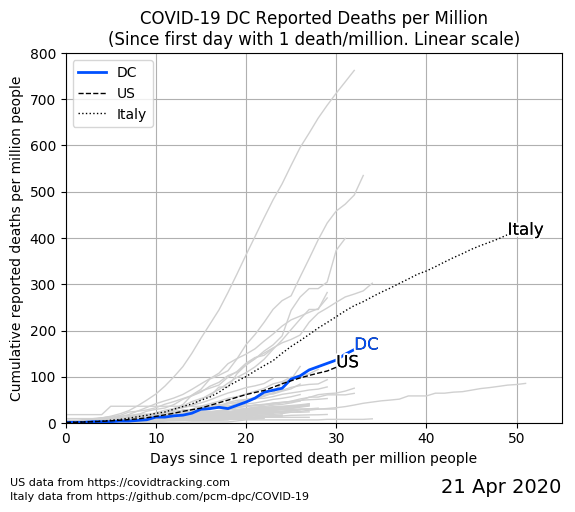 COVID-19 DC Reported Deaths per Million
(Since first day with 1 death/million. Linear scale)
Cumulative reported deaths per million people
800
700
600
500
400
300
200
100
0
DC
US
Italy
Italy
DC
US
0 10 20 30 40 50
Days since 1 reported death per million people
US data from https://covidtracking.com
Italy data from https://github.com/pcm-dpc/COVID-19
21 Apr 2020